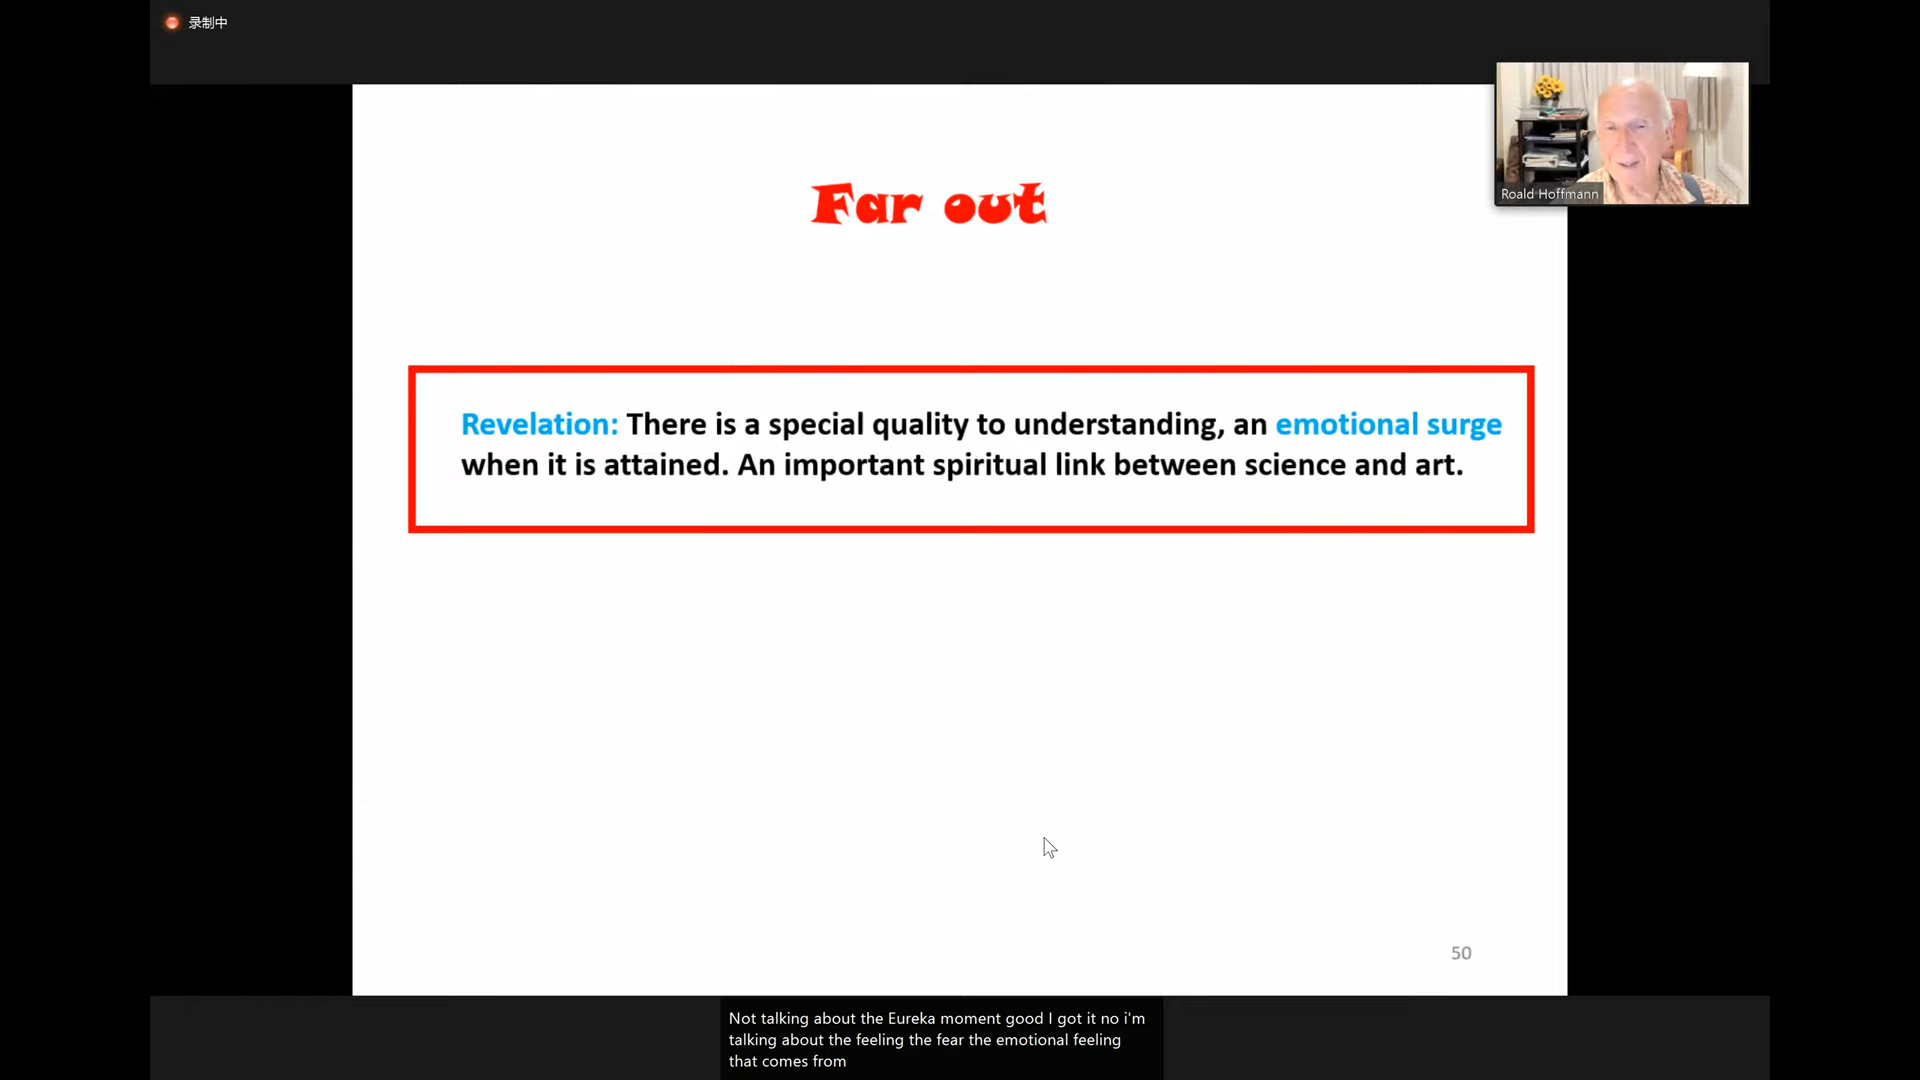 录制中
Roald Hoffmann
Far out
Revelation: There is a special quality to understanding, an emotional surge
when it is attained. An important spiritual link between science and art.
50
Not talking about the Eureka moment good I got it no i'm
talking about the feeling the fear the emotional feeling
that comes from